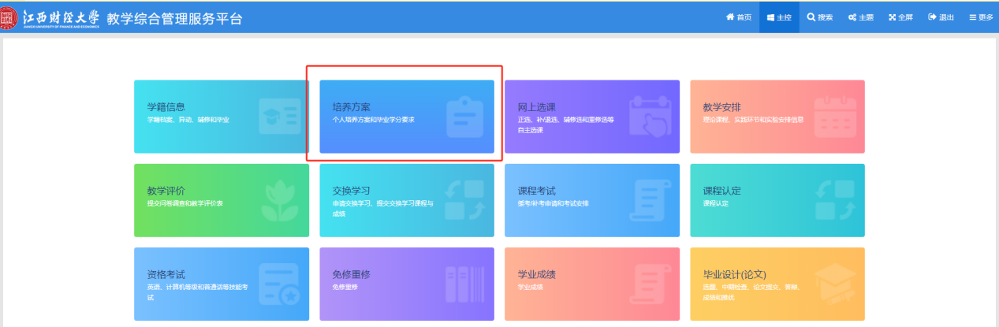 江西财经大学 教学综合管理服务平台
JIANGXI UNIVERSITY OF FINANCE AND ECONOMICS
首页 主控 搜索 主题 全屏 退出 更多
学籍信息
学籍档案、异动、辅修和毕业
培养方案
个人培养方案和毕业学分要求
网上选课
正选、补/退选、辅修选和重修选等
自主选课
教学安排
理论课程、实践环节和实验安排信息
教学评价
提交问卷调查和教学评价表
交换学习
申请交换学习、提交交换学习课程与
成绩
课程考试
缓考/补考申请和考试安排
课程认定
课程认定
资格考试
英语、计算机等级和普通话等技能考
试
免修重修
免修重修
学业成绩
学业成绩
毕业设计(论文)
选题、中期检查、论文提交、答辩、
成绩和推优